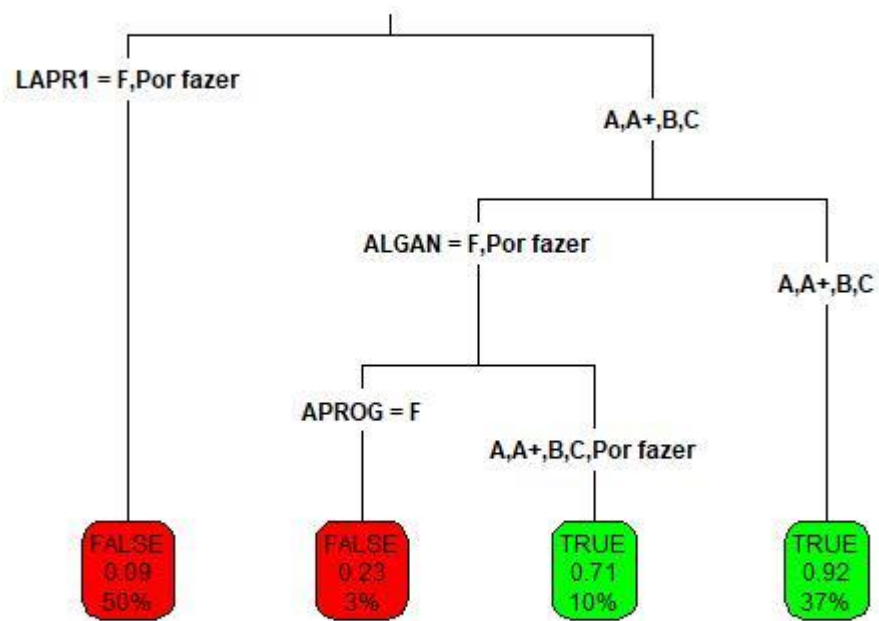 LAPR1 = F,Por fazer
A,A+,B,C
ALGAN = F,Por fazer
A,A+,B,C
APROG = F
A,A+,B,C,Por fazer
FALSE
0.09
50%
FALSE
0.23
3%
TRUE
0.71
10%
TRUE
0.92
37%